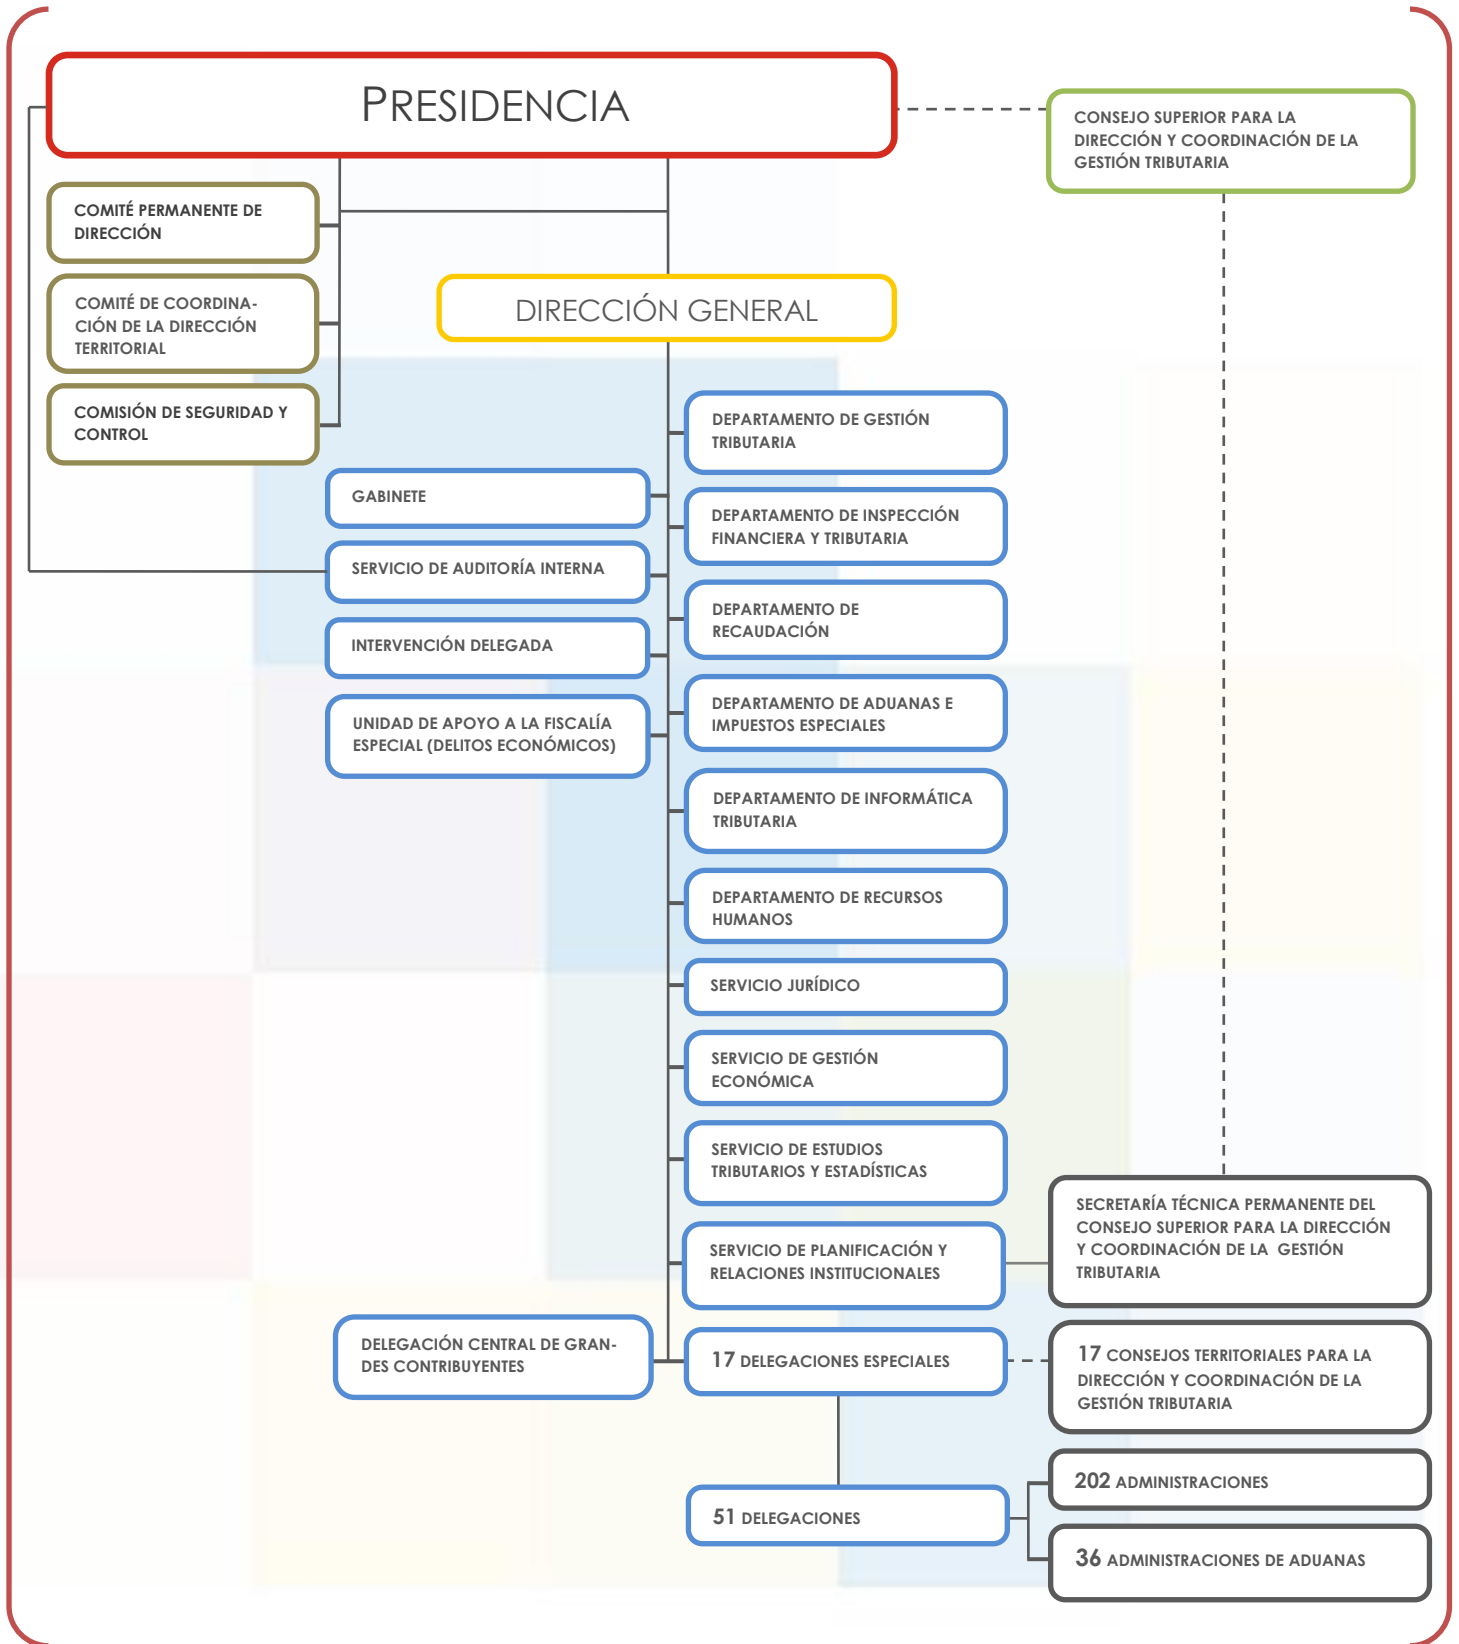 PRESIDENCIA
CONSEJO SUPERIOR PARA LA
DIRECCIÓN Y COORDINACIÓN DE LA
GESTIÓN TRIBUTARIA
COMITÉ PERMANENTE DE
DIRECCIÓN
COMITÉ DE COORDINA-
CIÓN DE LA DIRECCIÓN
TERRITORIAL
COMISIÓN DE SEGURIDAD Y
CONTROL
DIRECCIÓN GENERAL
GABINETE
SERVICIO DE AUDITORÍA INTERNA
INTERVENCIÓN DELEGADA
UNIDAD DE APOYO A LA FISCALÍA
ESPECIAL (DELITOS ECONÓMICOS)
DEPARTAMENTO DE GESTIÓN
TRIBUTARIA
DEPARTAMENTO DE INSPECCIÓN
FINANCIERA Y TRIBUTARIA
DEPARTAMENTO DE
RECAUDACIÓN
DEPARTAMENTO DE ADUANAS E
IMPUESTOS ESPECIALES
DEPARTAMENTO DE INFORMÁTICA
TRIBUTARIA
DEPARTAMENTO DE RECURSOS
HUMANOS
SERVICIO JURÍDICO
SERVICIO DE GESTIÓN
ECONÓMICA
SERVICIO DE ESTUDIOS
TRIBUTARIOS Y ESTADÍSTICAS
SERVICIO DE PLANIFICACIÓN Y
RELACIONES INSTITUCIONALES
SECRETARÍA TÉCNICA PERMANENTE DEL
CONSEJO SUPERIOR PARA LA DIRECCIÓN
Y COORDINACIÓN DE LA GESTIÓN
TRIBUTARIA
DELEGACIÓN CENTRAL DE GRAN-
DES CONTRIBUYENTES
17 DELEGACIONES ESPECIALES
17 CONSEJOS TERRITORIALES PARA LA
DIRECCIÓN Y COORDINACIÓN DE LA
GESTIÓN TRIBUTARIA
51 DELEGACIONES
202 ADMINISTRACIONES
36 ADMINISTRACIONES DE ADUANAS